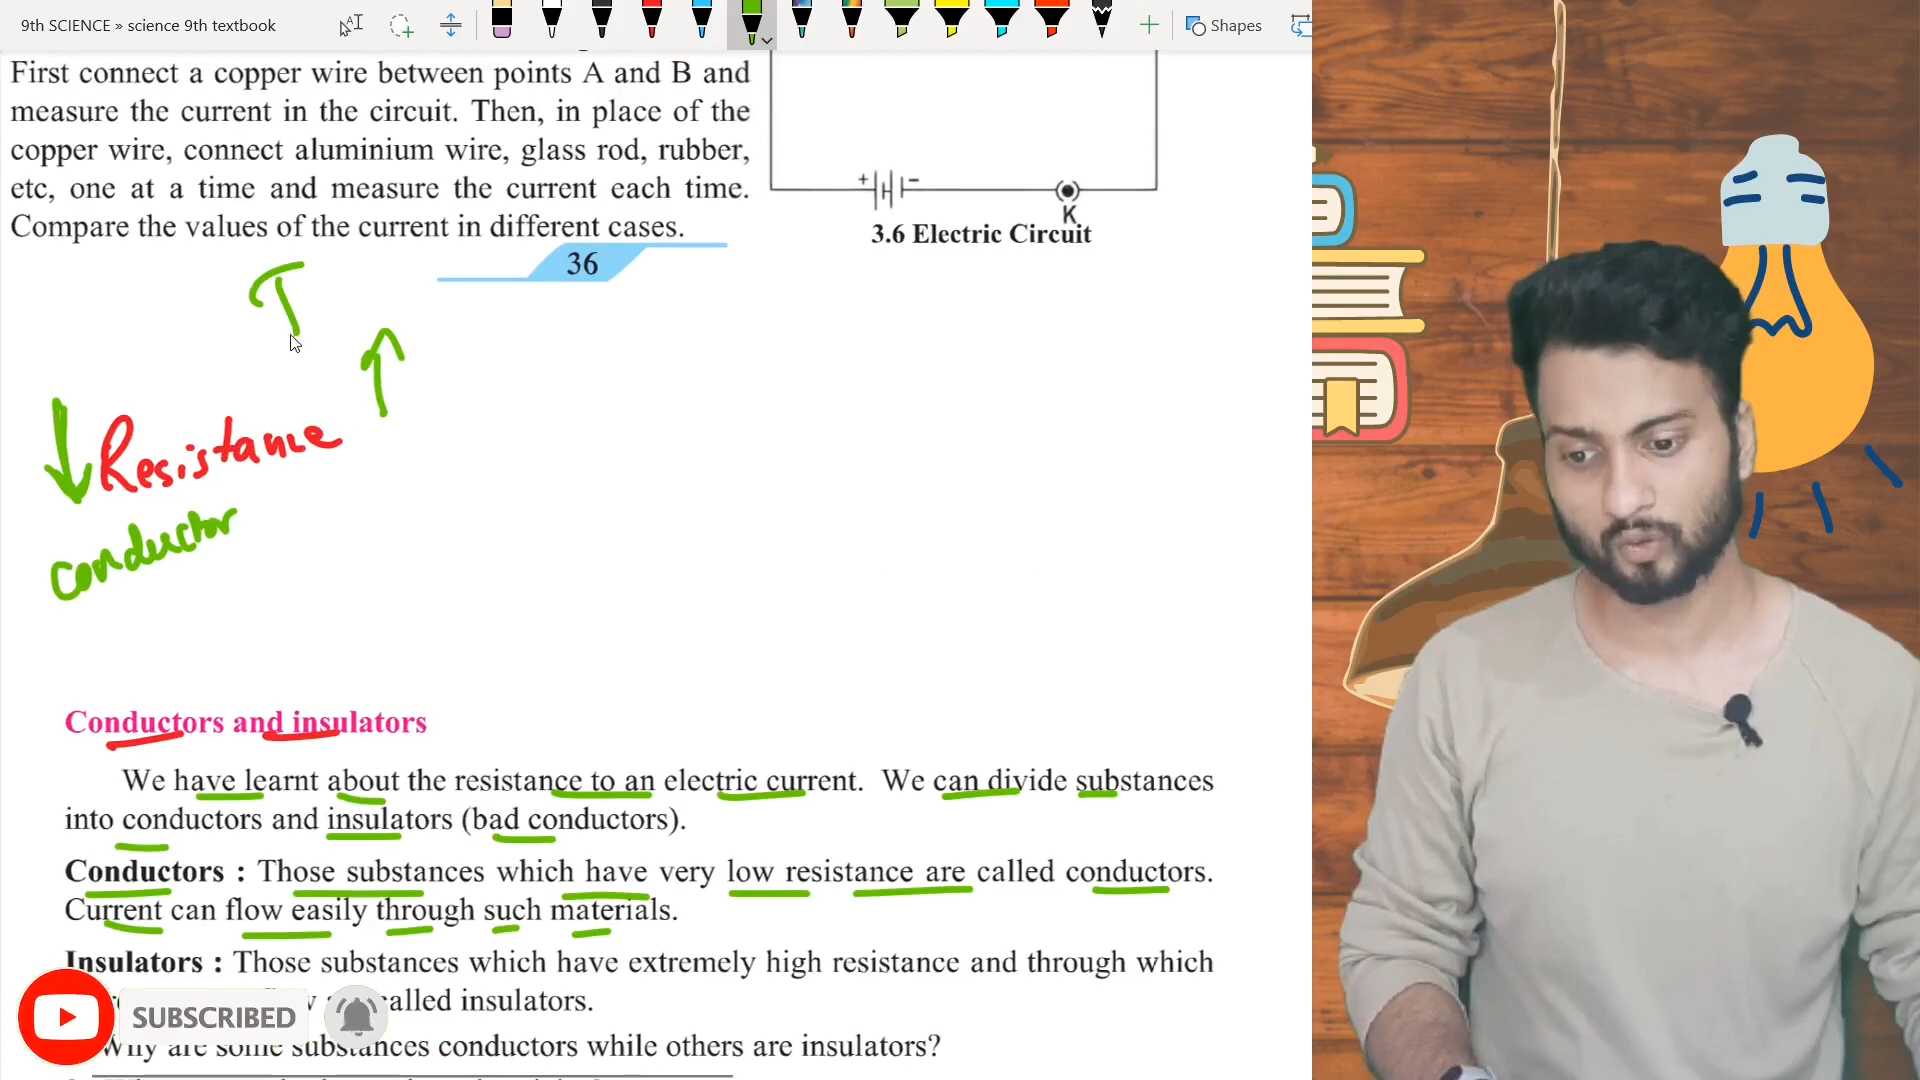 9th SCIENCE » science 9th textbook
Shapes
First connect a copper wire between points A and B and
measure the current in the circuit. Then, in place of the
copper wire, connect aluminium wire, glass rod, rubber,
etc, one at a time and measure the current each time.
Compare the values of the current in different cases.
+ −
K
3.6 Electric Circuit
36
Resistance
conductor
Conductors and insulators
We have learnt about the resistance to an electric current. We can divide substances
into conductors and insulators (bad conductors).
Conductors : Those substances which have very low resistance are called conductors.
Current can flow easily through such materials.
Insulators : Those substances which have extremely high resistance and through which
called insulators.
SUBSCRIBED
Why are some substances conductors while others are insulators?